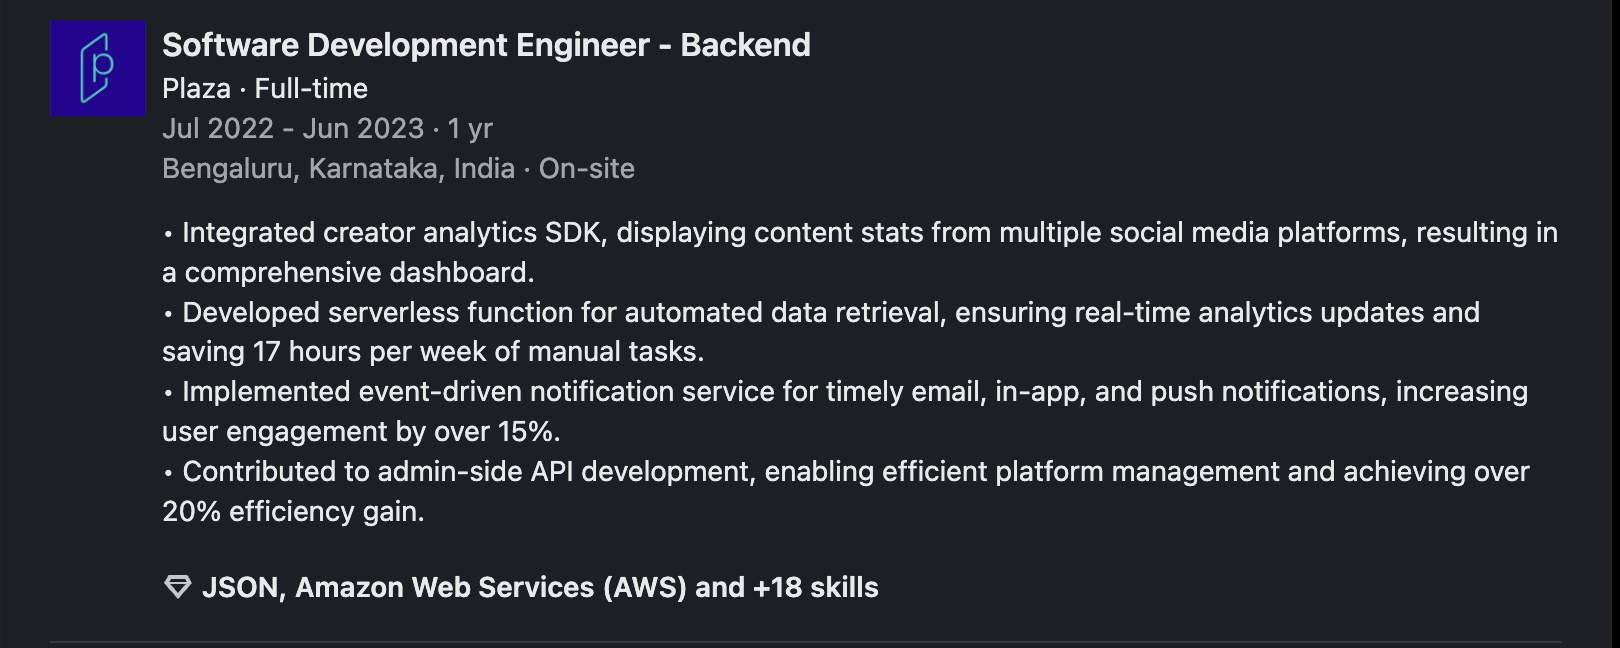 Software Development Engineer - Backend
Plaza · Full-time
Jul 2022 - Jun 2023 · 1 yr
Bengaluru, Karnataka, India · On-site
• Integrated creator analytics SDK, displaying content stats from multiple social media platforms, resulting in
a comprehensive dashboard.
• Developed serverless function for automated data retrieval, ensuring real-time analytics updates and
saving 17 hours per week of manual tasks.
• Implemented event-driven notification service for timely email, in-app, and push notifications, increasing
user engagement by over 15%.
• Contributed to admin-side API development, enabling efficient platform management and achieving over
20% efficiency gain.
JSON, Amazon Web Services (AWS) and +18 skills